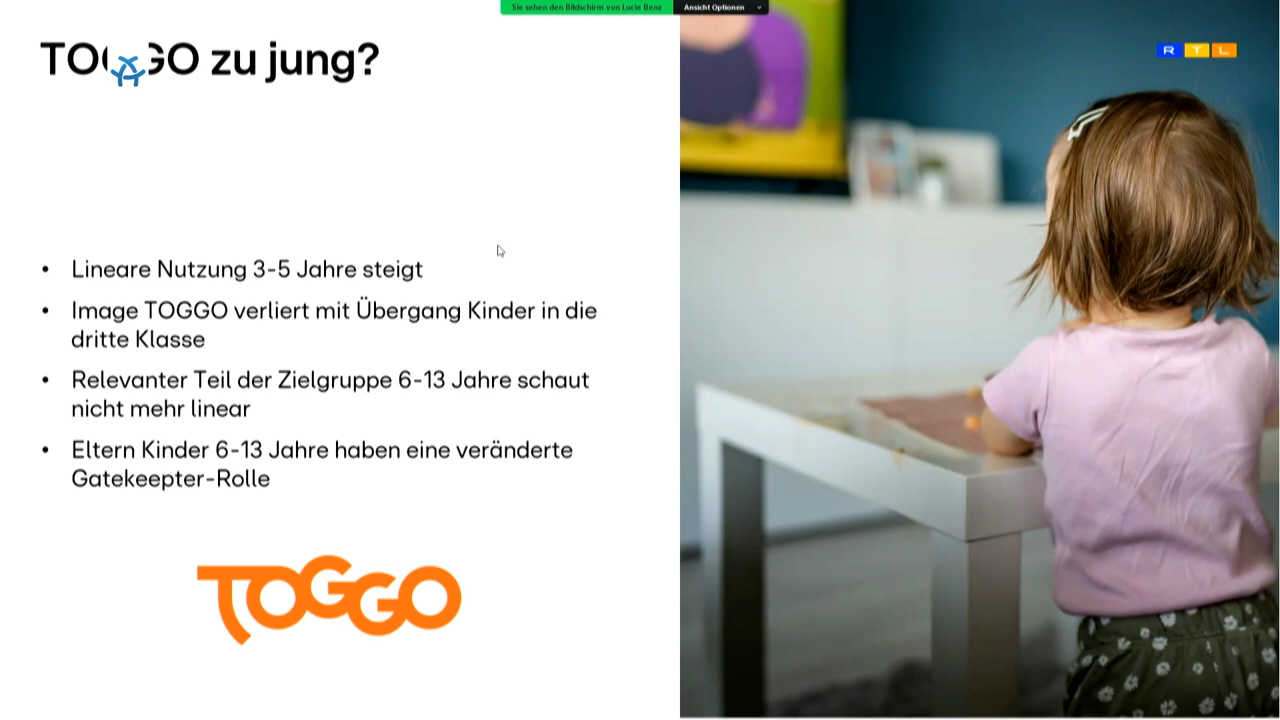 Sie sehen den Bildschirm von Lucie Benz
Ansicht Optionen
TOGGO zu jung?
RTL
• Lineare Nutzung 3-5 Jahre steigt
• Image TOGGO verliert mit Übergang Kinder in die
dritte Klasse
• Relevanter Teil der Zielgruppe 6-13 Jahre schaut
nicht mehr linear
• Eltern Kinder 6-13 Jahre haben eine veränderte
Gatekeepter-Rolle
TOGGO